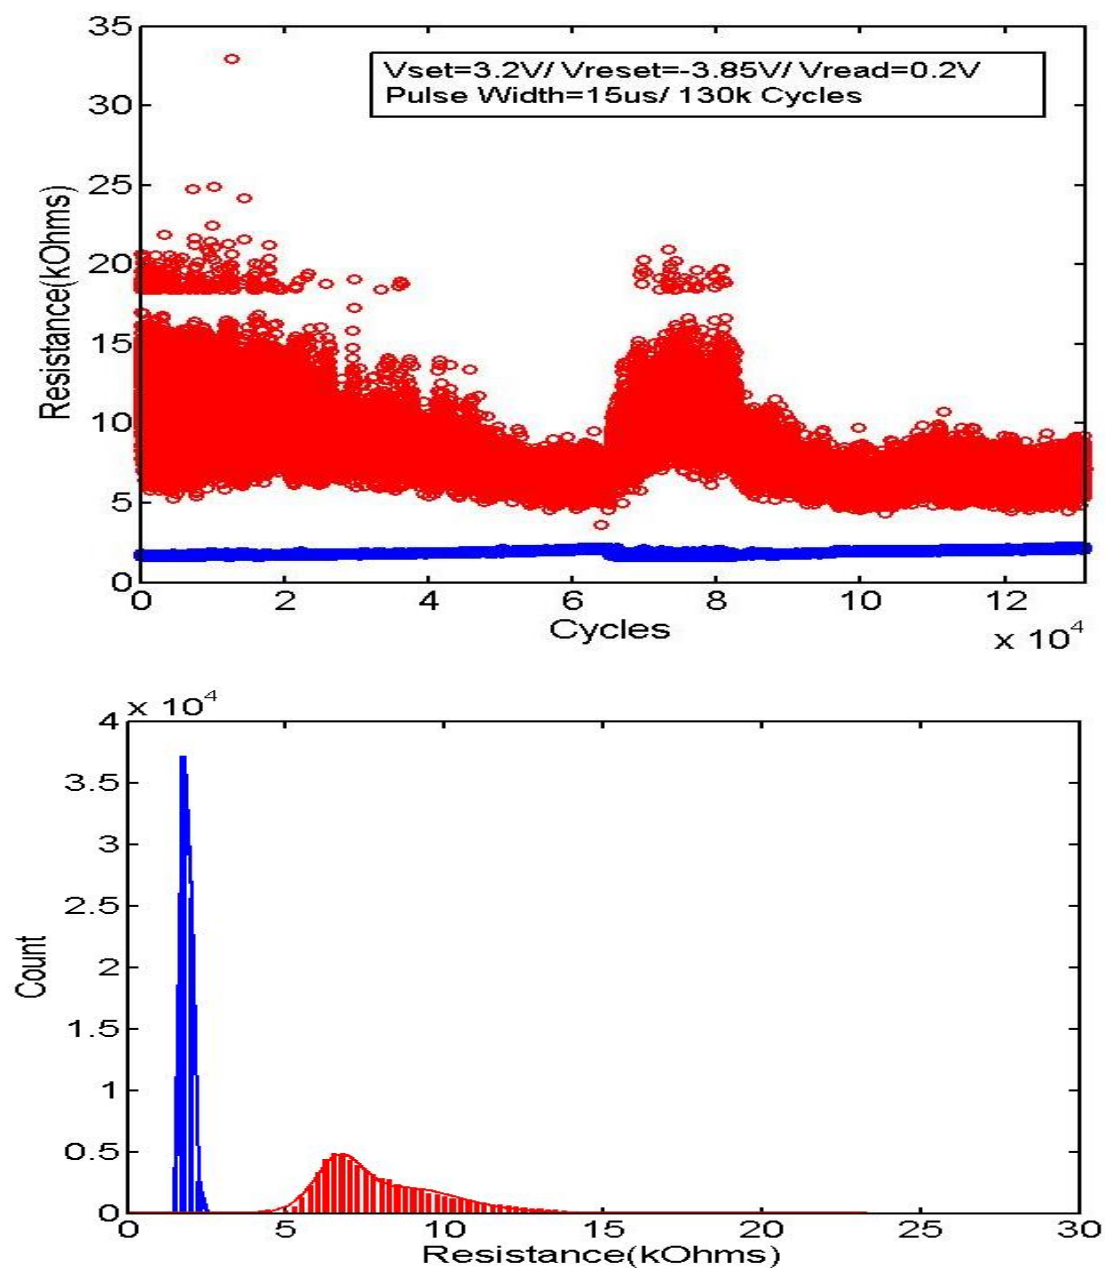 35
30
25
20
15
10
5
0
Resistance(kOhms)
Vset=3.2V/ Vreset=-3.85V/ Vread=0.2V
Pulse Width=15us/ 130k Cycles
0 2 4 6 8 10 12
Cycles
x 10^4
x 10^4
4
3.5
3
2.5
2
1.5
1
0.5
0
Count
0 5 10 15 20 25 30
Resistance(kOhms)